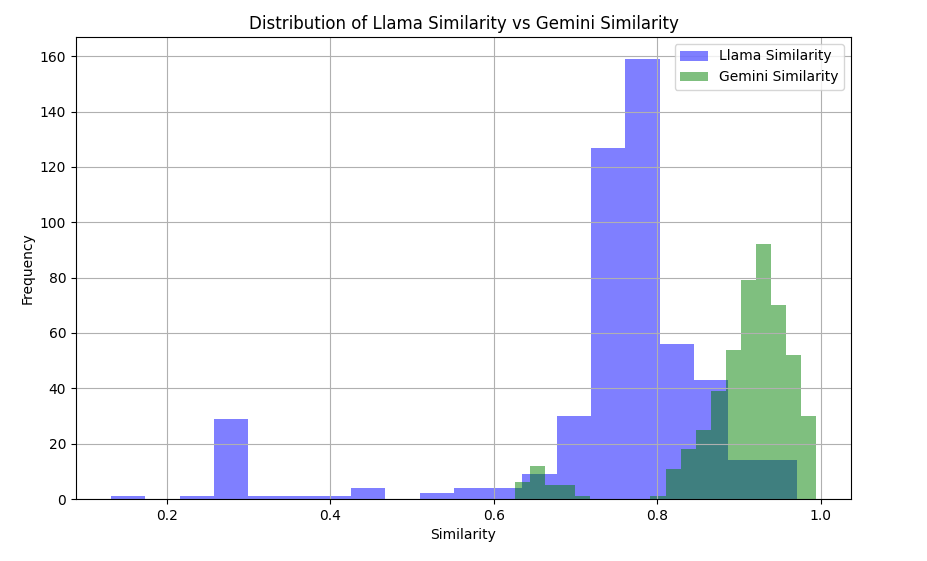 Distribution of Llama Similarity vs Gemini Similarity
Llama Similarity
Gemini Similarity
160
140
120
100
80
60
40
20
0
Frequency
0.2 0.4 0.6 0.8 1.0
Similarity